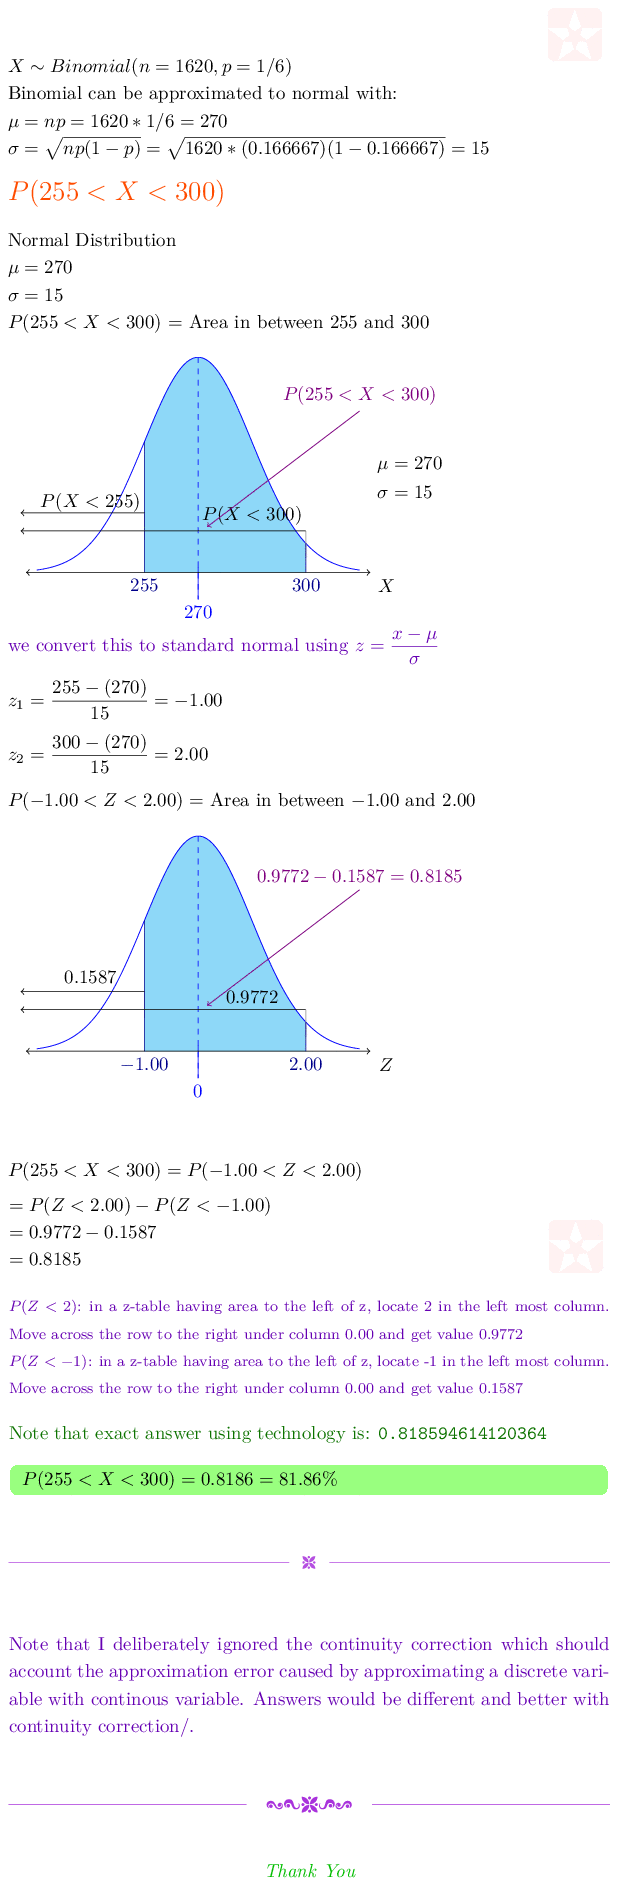 X ∼ Binomial(n = 1620, p = 1/6)
Binomial can be approximated to normal with:
μ = np = 1620 ∗ 1/6 = 270
σ = √(np(1 − p)) = √(1620 ∗ (0.166667)(1 − 0.166667)) = 15
P(255 < X < 300)
Normal Distribution
μ = 270
σ = 15
P(255 < X < 300) = Area in between 255 and 300
P(255 < X < 300)
μ = 270
σ = 15
P(X < 255)
P(X < 300)
255
300
X
270
we convert this to standard normal using z = (x − μ)/σ
z₁ = (255 − (270))/15 = −1.00
z₂ = (300 − (270))/15 = 2.00
P(−1.00 < Z < 2.00) = Area in between −1.00 and 2.00
0.9772 − 0.1587 = 0.8185
0.1587
0.9772
−1.00
2.00
Z
0
P(255 < X < 300) = P(−1.00 < Z < 2.00)
= P(Z < 2.00) − P(Z < −1.00)
= 0.9772 − 0.1587
= 0.8185
P(Z < 2): in a z-table having area to the left of z, locate 2 in the left most column.
Move across the row to the right under column 0.00 and get value 0.9772
P(Z < −1): in a z-table having area to the left of z, locate -1 in the left most column.
Move across the row to the right under column 0.00 and get value 0.1587
Note that exact answer using technology is: 0.818594614120364
P(255 < X < 300) = 0.8186 = 81.86%
Note that I deliberately ignored the continuity correction which should
account the approximation error caused by approximating a discrete vari-
able with continous variable. Answers would be different and better with
continuity correction/.
Thank You